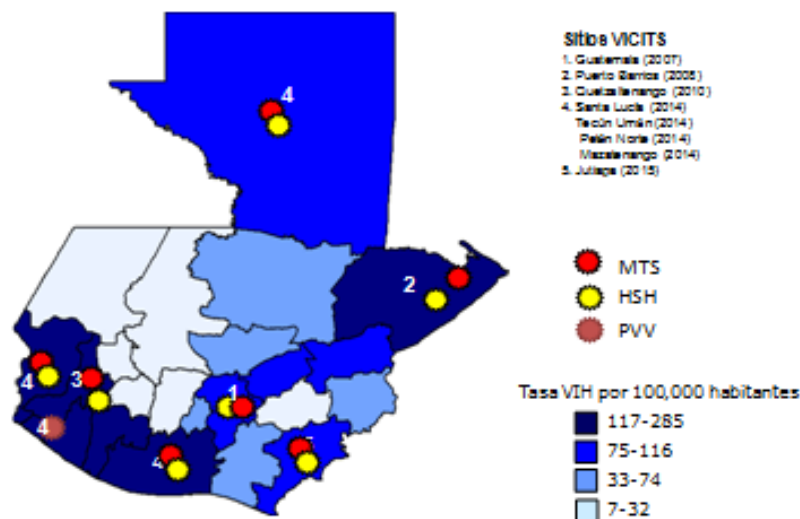 Sitios VICITS
1. Guatemala (2007)
2. Puerto Barrios (2008)
3. Quetzaltenango (2010)
4. Santa Lucía (2014)
Tecún Umán (2014)
Petén Norte (2014)
Mazatenango (2014)
5. Jutiapa (2015)
4
2
MTS
HSH
PVV
4
3
1
4
4
Tasa VIH por 100,000 habitantes
117-285
75-116
33-74
7-32